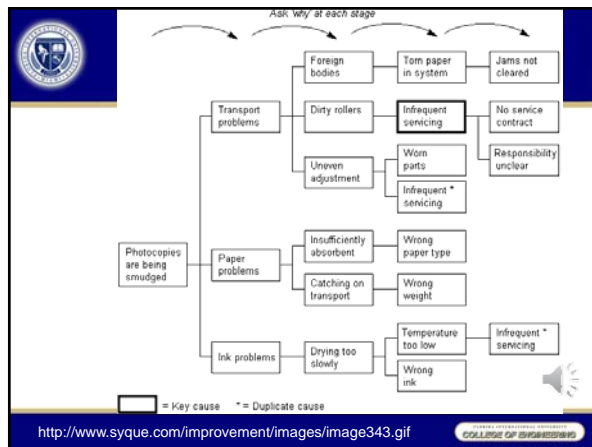 Ask 'why' at each stage
Foreign
bodies
Torn paper
in system
Jams not
cleared
Transport
problems
Dirty rollers
Infrequent
servicing
No service
contract
Responsibility
unclear
Uneven
adjustment
Worn
parts
Infrequent *
servicing
Photocopies
are being
smudged
Paper
problems
Insufficiently
absorbent
Wrong
paper type
Catching on
transport
Wrong
weight
Ink problems
Drying too
slowly
Temperature
too low
Infrequent *
servicing
Wrong
ink
= Key cause * = Duplicate cause
http://www.syque.com/improvement/images/image343.gif
FLORIDA INTERNATIONAL UNIVERSITY
COLLEGE OF ENGINEERING